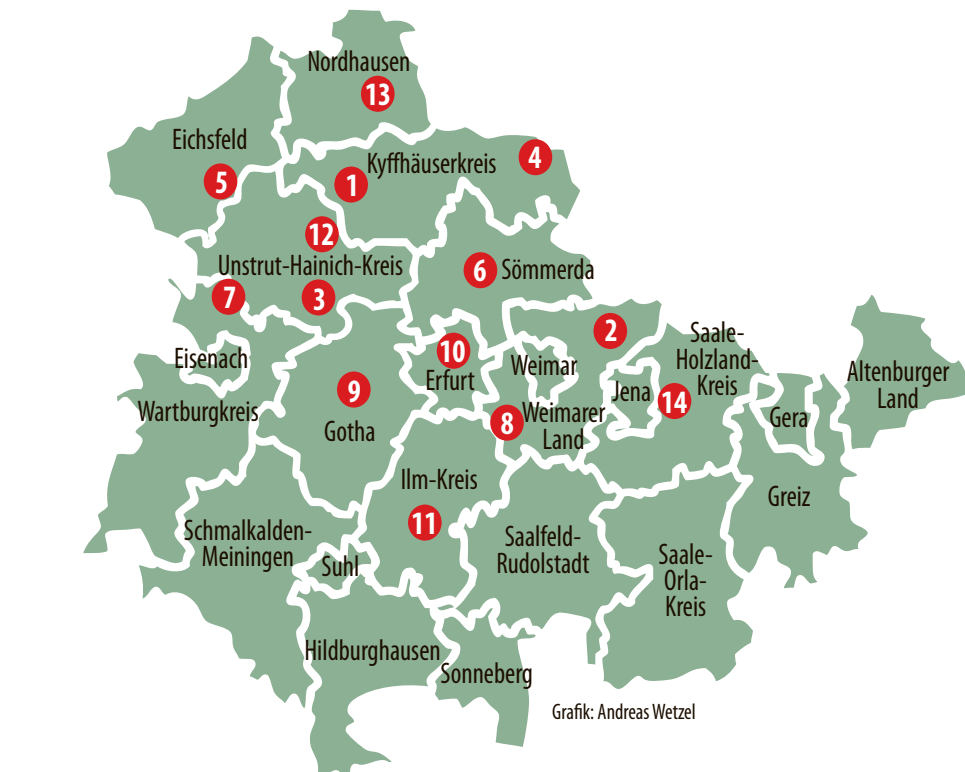 Nordhausen
13
Eichsfeld
5
Kyffhäuserkreis
4
1
12
Unstrut-Hainich-Kreis
7
3
6
Sömmerda
2
Saale-
Holzland-
Kreis
14
Eisenach
Wartburgkreis
9
Gotha
10
Erfurt
Weimar
8
Weimarer
Land
Jena
Gera
Altenburger
Land
Greiz
Ilm-Kreis
11
Schmalkalden-
Meiningen
Suhl
Saalfeld-
Rudolstadt
Saale-
Orla-
Kreis
Hildburghausen
Sonneberg
Grafik: Andreas Wetzel